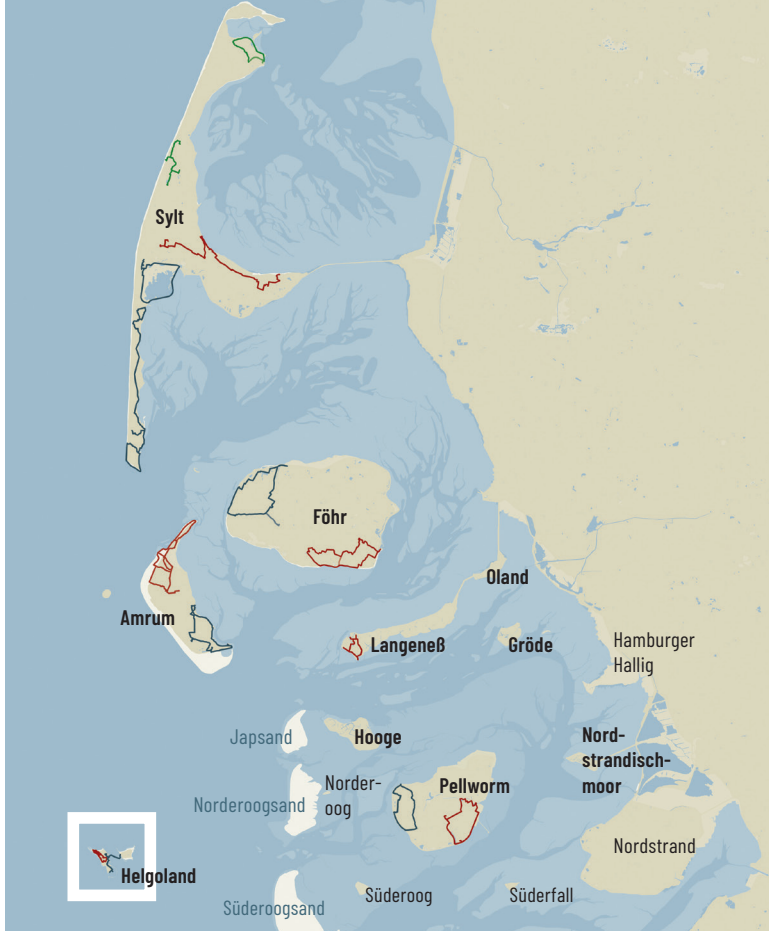 Sylt
Föhr
Oland
Amrum
Langeneß
Gröde
Hamburger
Hallig
Japsand
Hooge
Nord-
strandisch-
moor
Norderoogsand
Norder-
oog
Pellworm
Nordstrand
Helgoland
Süderoogsand
Süderoog
Süderfall